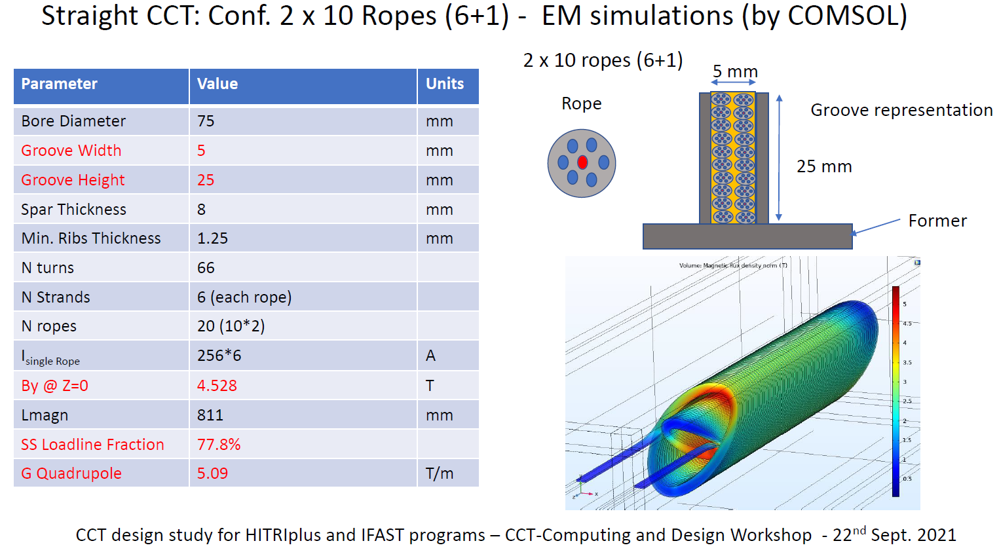 Straight CCT: Conf. 2 x 10 Ropes (6+1) - EM simulations (by COMSOL)
Parameter Value Units
Bore Diameter 75 mm
Groove Width 5 mm
Groove Height 25 mm
Spar Thickness 8 mm
Min. Ribs Thickness 1.25 mm
N turns 66
N Strands 6 (each rope)
N ropes 20 (10*2)
Isingle Rope 256*6 A
By @ Z=0 4.528 T
Lmagn 811 mm
SS Loadline Fraction 77.8%
G Quadrupole 5.09 T/m
2 x 10 ropes (6+1)
5 mm
Rope
Groove representation
25 mm
Former
Volume: Magnetic flux density norm (T)
5
4.5
4
3.5
3
2.5
2
1.5
1
0.5
y
x
z
CCT design study for HITRIplus and IFAST programs – CCT-Computing and Design Workshop - 22nd Sept. 2021